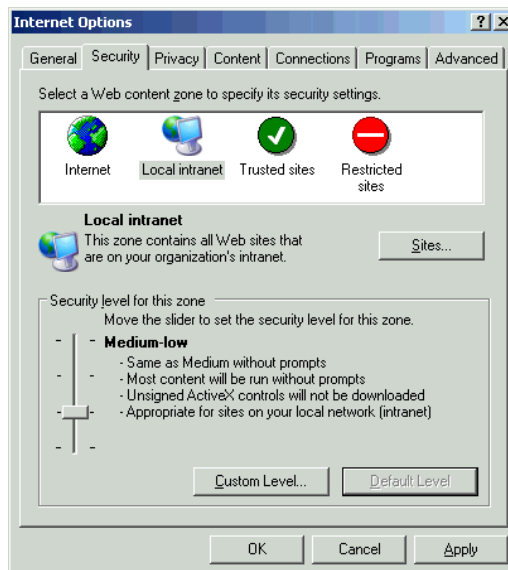 Internet Options
General Security Privacy Content Connections Programs Advanced
Select a Web content zone to specify its security settings.
Internet Local intranet Trusted sites Restricted
sites
Local intranet
This zone contains all Web sites that
are on your organization's intranet.
Sites...
Security level for this zone
Move the slider to set the security level for this zone.
Medium-low
- Same as Medium without prompts
- Most content will be run without prompts
- Unsigned ActiveX controls will not be downloaded
- Appropriate for sites on your local network (intranet)
Custom Level... Default Level
OK Cancel Apply